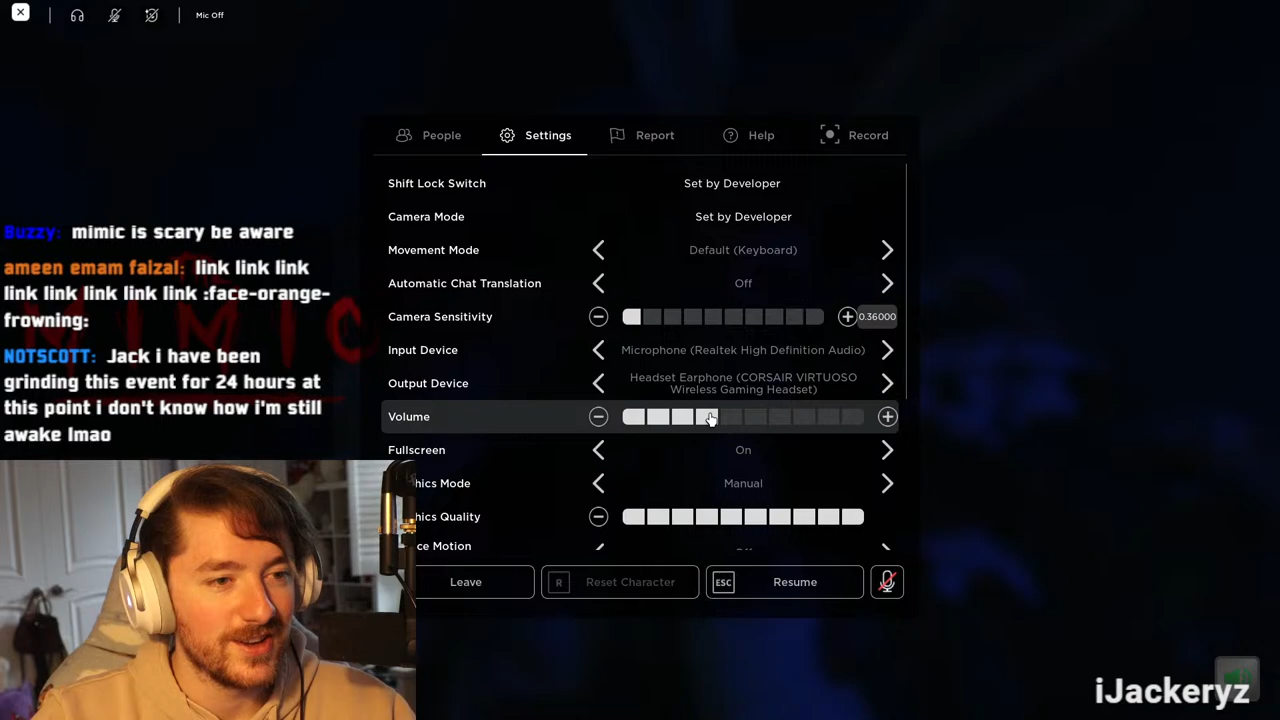 Mic Off
People
Settings
Report
Help
Record
Shift Lock Switch
Set by Developer
Camera Mode
Set by Developer
Movement Mode
Default (Keyboard)
Automatic Chat Translation
Off
Camera Sensitivity
0.36000
Input Device
Microphone (Realtek High Definition Audio)
Output Device
Headset Earphone (CORSAIR VIRTUOSO
Wireless Gaming Headset)
Volume
Fullscreen
On
hics Mode
Manual
hics Quality
ce Motion
Leave
R
Reset Character
ESC
Resume
Buzzy: mimic is scary be aware
ameen emam faizal: link link link
link link link link link :face-orange-
frowning:
NOTSCOTT: Jack i have been
grinding this event for 24 hours at
this point i don't know how i'm still
awake lmao
MIMIC
iJackeryz